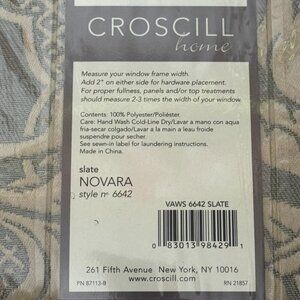 CROSCILL
home
Measure your window frame width.
Add 2" on either side for hardware placement.
For proper fullness, panels and/or top treatments
should measure 2-3 times the width of your window.
Contents: 100% Polyester/Poliéster.
Care: Hand Wash Cold-Line Dry/Lavar a mano con aqua
fria-secar colgado/Lavar a la main a leau froide
suspendre pour secher.
See sewn-in label for laundering instructions.
Made in China.
slate
NOVARA
style nº 6642
VAWS 6642 SLATE
0 83013 98429 1
261 Fifth Avenue New York, NY 10016
www.croscill.com
PN 87113-B RN 21857